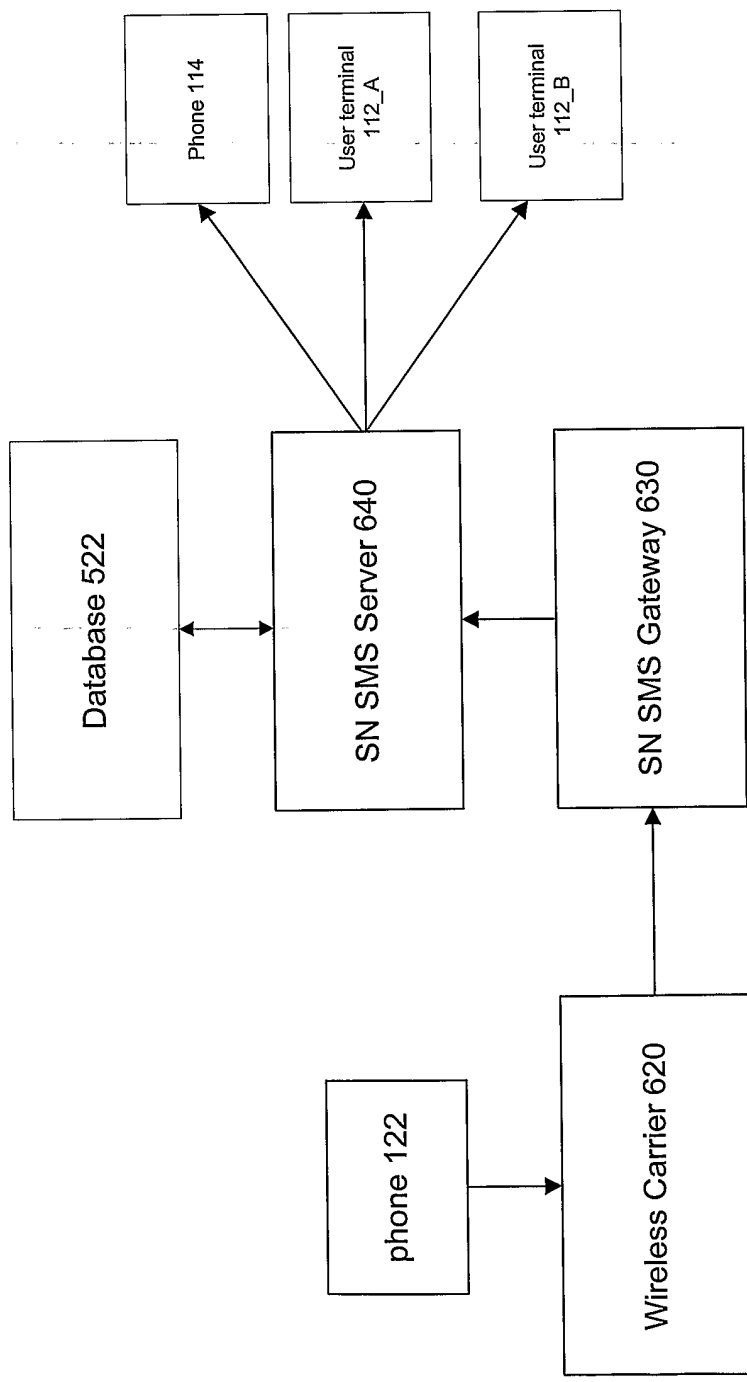 Phone 114
User terminal
112_A
User terminal
112_B
Database 522
SN SMS Server 640
SN SMS Gateway 630
phone 122
Wireless Carrier 620